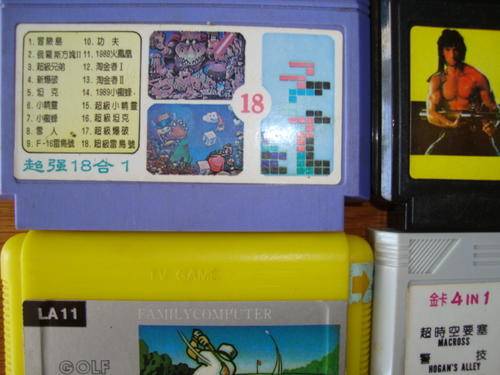 1. 冒險島
2. 俄羅斯方塊II
3. 超級兄弟
4. 新爆破
5. 坦克
6. 小精靈
7. 小蜜蜂
8. 雪人
9. F-16雷鳥號
10. 功夫
11. 1988火鳳凰
12. 淘金者I
13. 淘金者II
14. 1989小蜜蜂
15. 超級小精靈
16. 超級坦克
17. 超級爆破
18. 超級雷鳥號
超强18合1
18
TV GAME
LA11
FAMILYCOMPUTER
GOLF
卡 4 IN 1
超時空要塞
MACROSS
警 技
HOGAN'S ALLEY